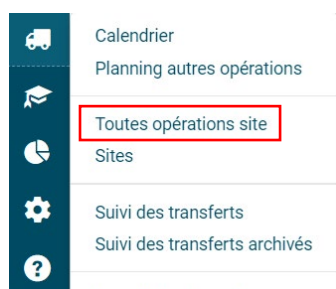 Calendrier
Planning autres opérations
Toutes opérations site
Sites
Suivi des transferts
Suivi des transferts archivés
?